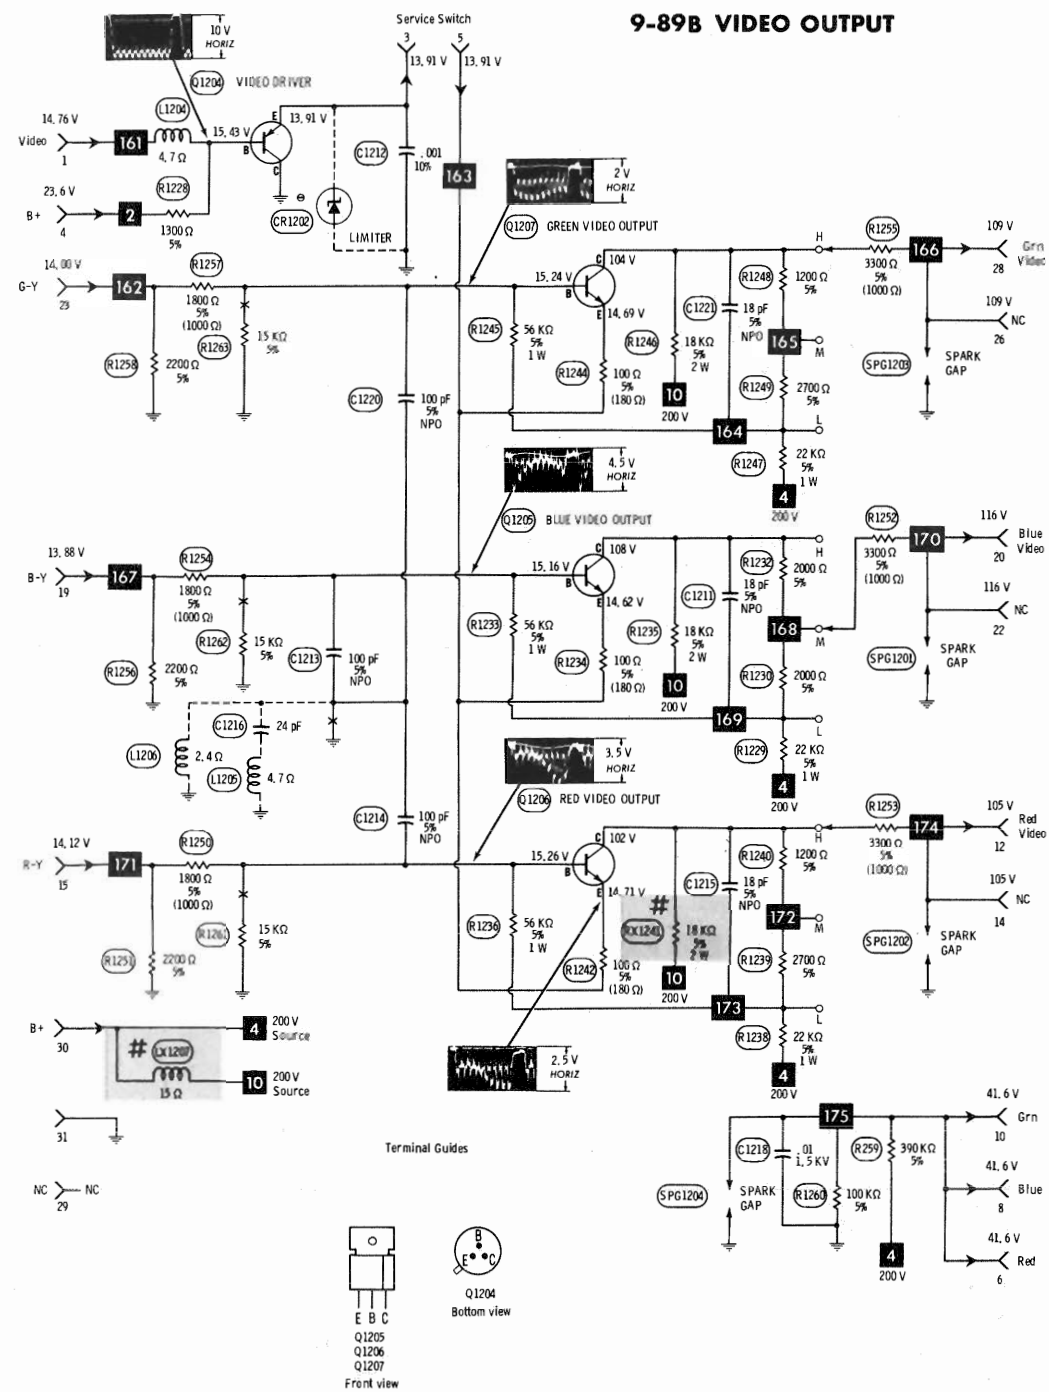 9-89B VIDEO OUTPUT
Service Switch
3
5
13.91 V
13.91 V
10 V
HORIZ
Q1204
VIDEO DRIVER
L1204
14.76 V
Video
1
161
4.7Ω
15.43 V
B
E
C
13.91 V
C1212
.001
10%
163
R1228
23.6 V
B+
4
2
1300Ω
5%
CR1202
LIMITER
2 V
HORIZ
Q1207
GREEN VIDEO OUTPUT
14.00 V
G-Y
23
162
R1257
1800 Ω
5%
(1000 Ω)
R1258
2200 Ω
5%
R1263
15 KΩ
5%
15.24 V
B
C
E
104 V
14.69 V
R1245
56 KΩ
5%
1 W
R1244
100 Ω
5%
(180 Ω)
R1246
18 KΩ
5%
2 W
10
200 V
C1221
18 pF
5%
NPO
R1248
1200 Ω
5%
165
H
M
L
R1249
2700 Ω
5%
164
R1247
22 KΩ
5%
1 W
4
200 V
R1255
3300 Ω
5%
(1000 Ω)
166
109 V
Grn
Video
28
109 V
NC
26
SPG1203
SPARK
GAP
C1220
100 pF
5%
NPO
4.5 V
HORIZ
Q1205
BLUE VIDEO OUTPUT
13.88 V
B-Y
19
167
R1254
1800 Ω
5%
(1000 Ω)
R1256
2200 Ω
5%
R1262
15 KΩ
5%
C1213
100 pF
5%
NPO
15.16 V
B
C
E
108 V
14.62 V
R1233
56 KΩ
5%
1 W
R1234
100 Ω
5%
(180 Ω)
R1235
18 KΩ
5%
2 W
10
200 V
C1211
18 pF
5%
NPO
R1232
2000 Ω
5%
168
H
M
L
R1230
2000 Ω
5%
169
R1229
22 KΩ
5%
1 W
4
200 V
R1252
3300 Ω
5%
(1000 Ω)
170
116 V
Blue
Video
20
116 V
NC
22
SPG1201
SPARK
GAP
L1206
2.4 Ω
C1216
24 pF
L1205
4.7 Ω
3.5 V
HORIZ
Q1206
RED VIDEO OUTPUT
C1214
100 pF
5%
NPO
14.12 V
R-Y
15
171
R1250
1800 Ω
5%
(1000 Ω)
R1251
2200 Ω
5%
R1261
15 KΩ
5%
15.26 V
B
C
E
102 V
14.71 V
R1236
56 KΩ
5%
1 W
R1242
100 Ω
5%
(180 Ω)
#
RX1241
18 KΩ
5%
2 W
10
200 V
C1215
18 pF
5%
NPO
R1240
1200 Ω
5%
172
H
M
L
R1239
2700 Ω
5%
173
R1238
22 KΩ
5%
1 W
4
200 V
R1253
3300 Ω
5%
(1000 Ω)
174
105 V
Red
Video
12
105 V
NC
14
SPG1202
SPARK
GAP
2.5 V
HORIZ
B+
30
4
200 V
Source
#
LX1207
15 Ω
10
200 V
Source
31
NC
NC
29
Terminal Guides
175
C1218
.01
1.5 KV
R259
390 KΩ
5%
R1260
100 KΩ
5%
SPG1204
SPARK
GAP
4
200 V
41.6 V
Grn
10
41.6 V
Blue
8
41.6 V
Red
6
E B C
Q1205
Q1206
Q1207
Front view
B
E C
Q1204
Bottom view